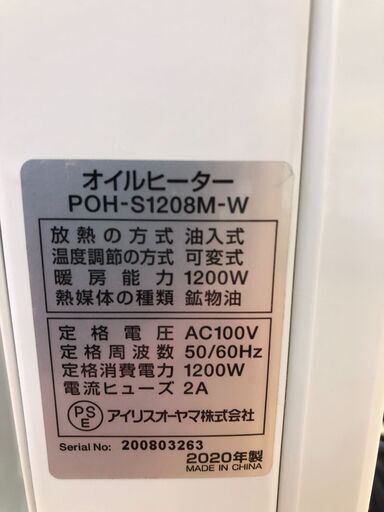 オイルヒーター
POH-S1208M-W
放熱の方式 油入式
温度調節の方式 可変式
暖房能力 1200W
熱媒体の種類 鉱物油
定格電圧 AC100V
定格周波数 50/60Hz
定格消費電力 1200W
電流ヒューズ 2A
PS
E アイリスオーヤマ株式会社
Serial No: 200803263
2020年製
MADE IN CHINA